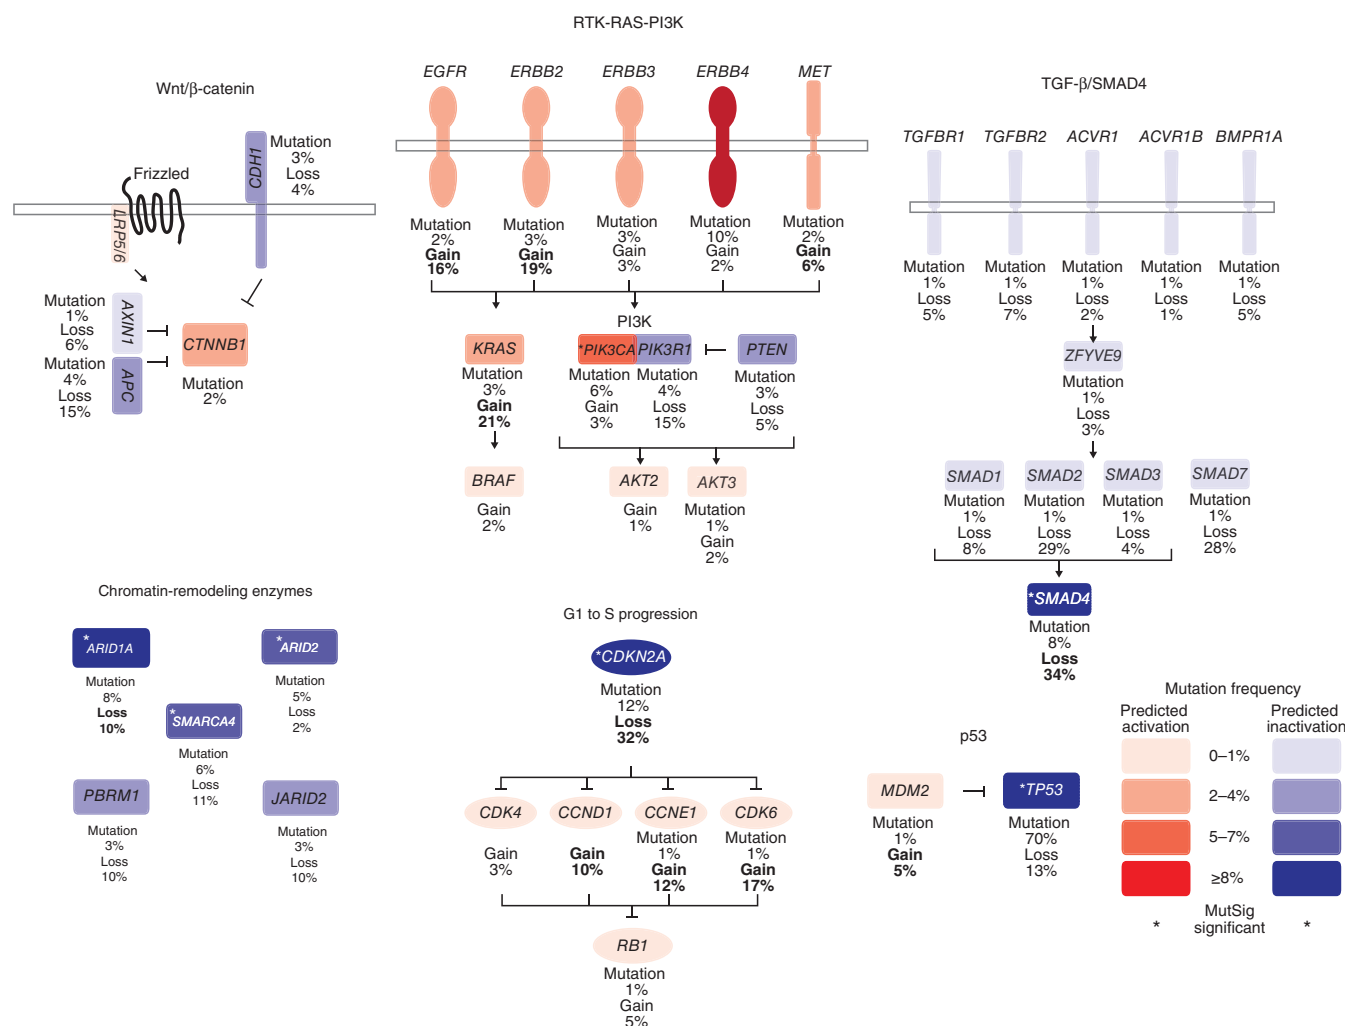 Wnt/β-catenin
CDH1
Mutation
3%
Loss
4%
Frizzled
LRP5/6
Mutation
1%
Loss
6%
AXIN1
Mutation
4%
Loss
15%
APC
CTNNB1
Mutation
2%
RTK-RAS-PI3K
EGFR
ERBB2
ERBB3
ERBB4
MET
Mutation
2%
Gain
16%
Mutation
3%
Gain
19%
Mutation
3%
Gain
3%
Mutation
10%
Gain
2%
Mutation
2%
Gain
6%
KRAS
Mutation
3%
Gain
21%
PI3K
*PIK3CA
Mutation
6%
Gain
3%
PIK3R1
Mutation
4%
Loss
15%
PTEN
Mutation
3%
Loss
5%
BRAF
Gain
2%
AKT2
Gain
1%
AKT3
Mutation
1%
Gain
2%
TGF-β/SMAD4
TGFBR1
TGFBR2
ACVR1
ACVR1B
BMPR1A
Mutation
1%
Loss
5%
Mutation
1%
Loss
7%
Mutation
1%
Loss
2%
Mutation
1%
Loss
1%
Mutation
1%
Loss
5%
ZFYVE9
Mutation
1%
Loss
3%
SMAD1
Mutation
1%
Loss
8%
SMAD2
Mutation
1%
Loss
29%
SMAD3
Mutation
1%
Loss
4%
SMAD7
Mutation
1%
Loss
28%
*SMAD4
Mutation
8%
Loss
34%
Chromatin-remodeling enzymes
*ARID1A
Mutation
8%
Loss
10%
*ARID2
Mutation
5%
Loss
2%
*SMARCA4
Mutation
6%
Loss
11%
PBRM1
Mutation
3%
Loss
10%
JARID2
Mutation
3%
Loss
10%
G1 to S progression
*CDKN2A
Mutation
12%
Loss
32%
CDK4
Gain
3%
CCND1
Gain
10%
CCNE1
Mutation
1%
Gain
12%
CDK6
Mutation
1%
Gain
17%
RB1
Mutation
1%
Gain
5%
p53
MDM2
Mutation
1%
Gain
5%
*TP53
Mutation
70%
Loss
13%
Mutation frequency
Predicted
activation
Predicted
inactivation
0–1%
2–4%
5–7%
≥8%
* MutSig *
significant